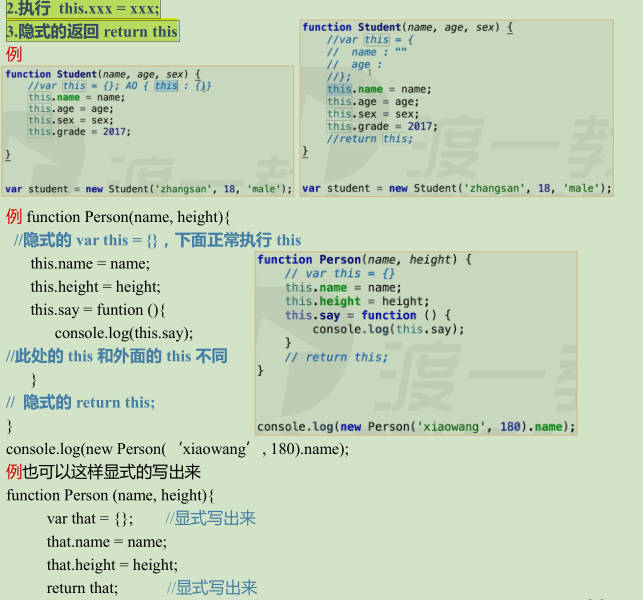 2.执行 this.xxx = xxx;
3.隐式的返回 return this
例
function Student(name, age, sex) {
//var this = {}; AO { this : {}}
this.name = name;
this.age = age;
this.sex = sex;
this.grade = 2017;
}
var student = new Student('zhangsan', 18, 'male');
function Student(name, age, sex) {
//var this = {
// name : ""
// age :
//};
this.name = name;
this.age = age;
this.sex = sex;
this.grade = 2017;
//return this;
}
var student = new Student('zhangsan', 18, 'male');
例 function Person(name, height){
//隐式的 var this = {}，下面正常执行 this
this.name = name;
this.height = height;
this.say = funtion (){
console.log(this.say);
//此处的 this 和外面的 this 不同
}
// 隐式的 return this;
}
console.log(new Person(‘xiaowang’, 180).name);
function Person(name, height) {
// var this = {}
this.name = name;
this.height = height;
this.say = function () {
console.log(this.say);
}
// return this;
}
console.log(new Person('xiaowang', 180).name);
例也可以这样显式的写出来
function Person (name, height){
var that = {}; //显式写出来
that.name = name;
that.height = height;
return that; //显式写出来
渡一教
渡一教
渡一教